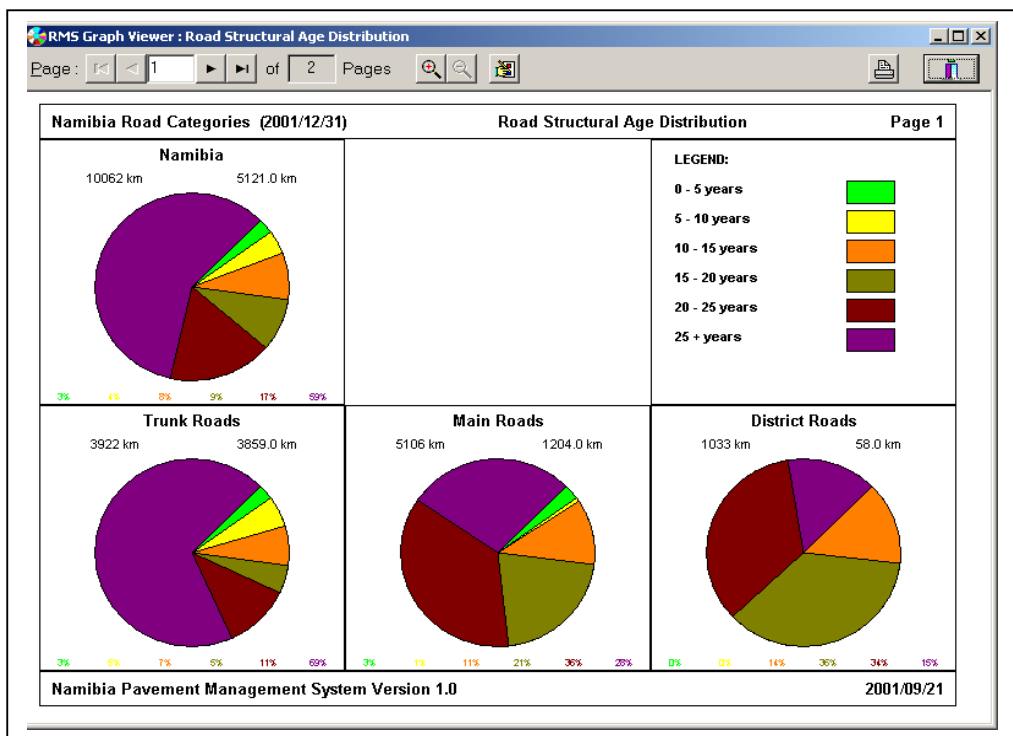 RMS Graph Viewer : Road Structural Age Distribution
Page : 1 of 2 Pages
Namibia Road Categories (2001/12/31) Road Structural Age Distribution Page 1
Namibia
10062 km 5121.0 km
3% 4% 8% 9% 17% 59%
LEGEND:
0 - 5 years
5 - 10 years
10 - 15 years
15 - 20 years
20 - 25 years
25 + years
Trunk Roads
3922 km 3859.0 km
3% 7% 5% 11% 69%
Main Roads
5106 km 1204.0 km
3% 1% 11% 21% 36% 28%
District Roads
1033 km 58.0 km
0% 0% 14% 36% 34% 15%
Namibia Pavement Management System Version 1.0 2001/09/21